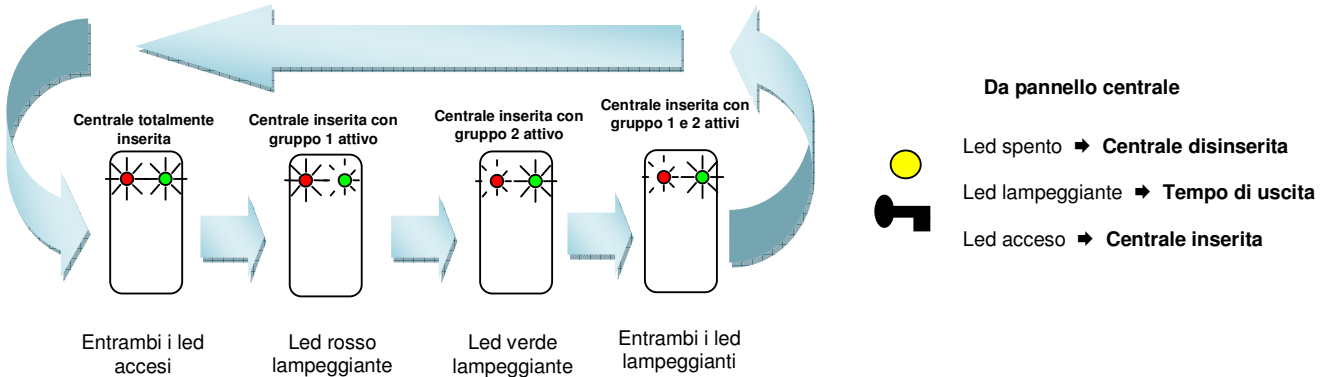 Centrale totalmente
inserita
Centrale inserita con
gruppo 1 attivo
Centrale inserita con
gruppo 2 attivo
Centrale inserita con
gruppo 1 e 2 attivi
Entrambi i led
accesi
Led rosso
lampeggiante
Led verde
lampeggiante
Entrambi i led
lampeggianti
Da pannello centrale
Led spento ➡ Centrale disinserita
Led lampeggiante ➡ Tempo di uscita
Led acceso ➡ Centrale inserita